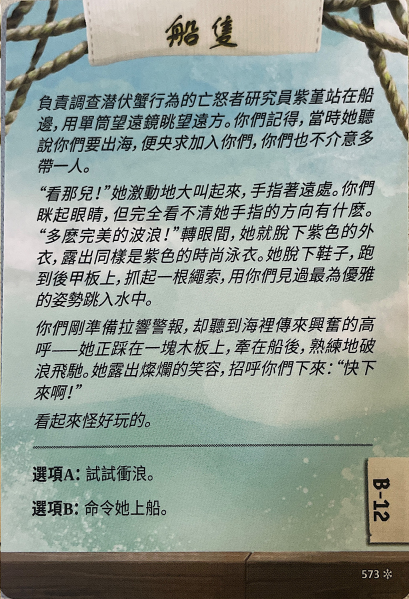 船隻
負責調查潛伏蟹行為的亡怒者研究員紫堇站在船
邊，用單筒望遠鏡眺望遠方。你們記得，當時她聽
說你們要出海，便央求加入你們，你們也不介意多
帶一人。
“看那兒！”她激動地大叫起來，手指著遠處。你們
眯起眼睛，但完全看不清她手指的方向有什麼。
“多麼完美的波浪！”轉眼間，她就脫下紫色的外
衣，露出同樣是紫色的時尚泳衣。她脫下鞋子，跑
到後甲板上，抓起一根繩索，用你們見過最為優雅
的姿勢跳入水中。
你們剛準備拉響警報，却聽到海裡傳來興奮的高
呼——她正踩在一塊木板上，牽在船後，熟練地破
浪飛馳。她露出燦爛的笑容，招呼你們下來：“快下
來啊！”
看起來怪好玩的。
選項A：試試衝浪。
選項B：命令她上船。
B-12
573